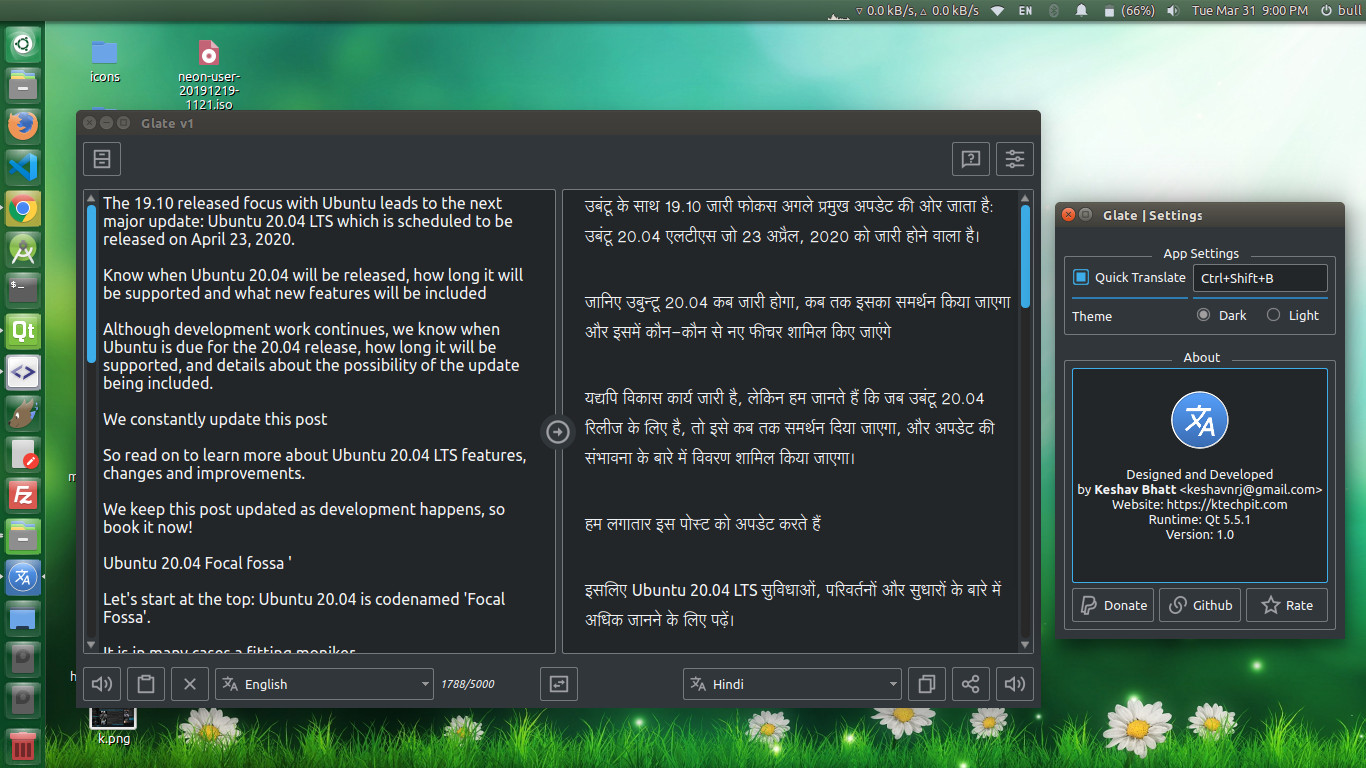 0.0 kB/s, 0.0 kB/s EN (66%) Tue Mar 31 9:00 PM bull
icons
neon-user-
20191219-
1121.iso
Glate v1
The 19.10 released focus with Ubuntu leads to the next
major update: Ubuntu 20.04 LTS which is scheduled to be
released on April 23, 2020.
Know when Ubuntu 20.04 will be released, how long it will
be supported and what new features will be included
Although development work continues, we know when
Ubuntu is due for the 20.04 release, how long it will be
supported, and details about the possibility of the update
being included.
We constantly update this post
So read on to learn more about Ubuntu 20.04 LTS features,
changes and improvements.
We keep this post updated as development happens, so
book it now!
Ubuntu 20.04 Focal fossa '
Let's start at the top: Ubuntu 20.04 is codenamed 'Focal
Fossa'.
It is in many cases a fitting moniker
उबंटू के साथ 19.10 जारी फोकस अगले प्रमुख अपडेट की ओर जाता है:
उबंटू 20.04 एलटीएस जो 23 अप्रैल, 2020 को जारी होने वाला है।
जानिए उबुन्टू 20.04 कब जारी होगा, कब तक इसका समर्थन किया जाएगा
और इसमें कौन-कौन से नए फीचर शामिल किए जाएंगे
यद्यपि विकास कार्य जारी है, लेकिन हम जानते हैं कि जब उबंटू 20.04
रिलीज के लिए है, तो इसे कब तक समर्थन दिया जाएगा, और अपडेट की
संभावना के बारे में विवरण शामिल किया जाएगा।
हम लगातार इस पोस्ट को अपडेट करते हैं
इसलिए Ubuntu 20.04 LTS सुविधाओं, परिवर्तनों और सुधारों के बारे में
अधिक जानने के लिए पढ़ें।
English
1788/5000
Hindi
Glate | Settings
App Settings
Quick Translate Ctrl+Shift+B
Theme Dark Light
About
Designed and Developed
by Keshav Bhatt <keshavnrj@gmail.com>
Website: https://ktechpit.com
Runtime: Qt 5.5.1
Version: 1.0
Donate Github Rate
k.png